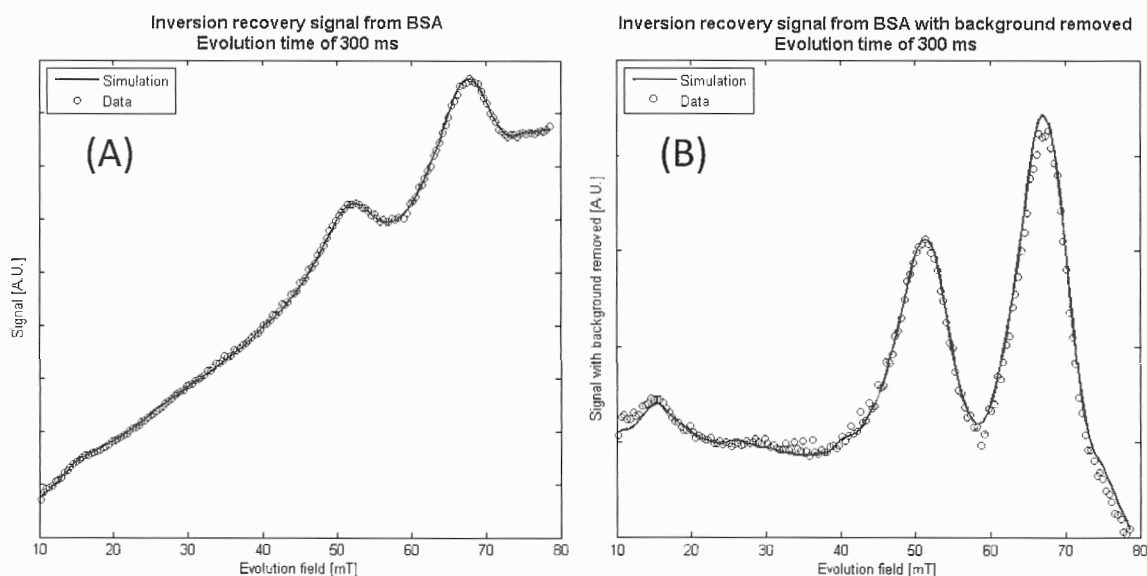 Inversion recovery signal from BSA
Evolution time of 300 ms
Simulation
Data
(A)
Signal [A.U.]
10 20 30 40 50 60 70 80
Evolution field [mT]
Inversion recovery signal from BSA with background removed
Evolution time of 300 ms
Simulation
Data
(B)
Signal with background removed [A.U.]
10 20 30 40 50 60 70 80
Evolution field [mT]